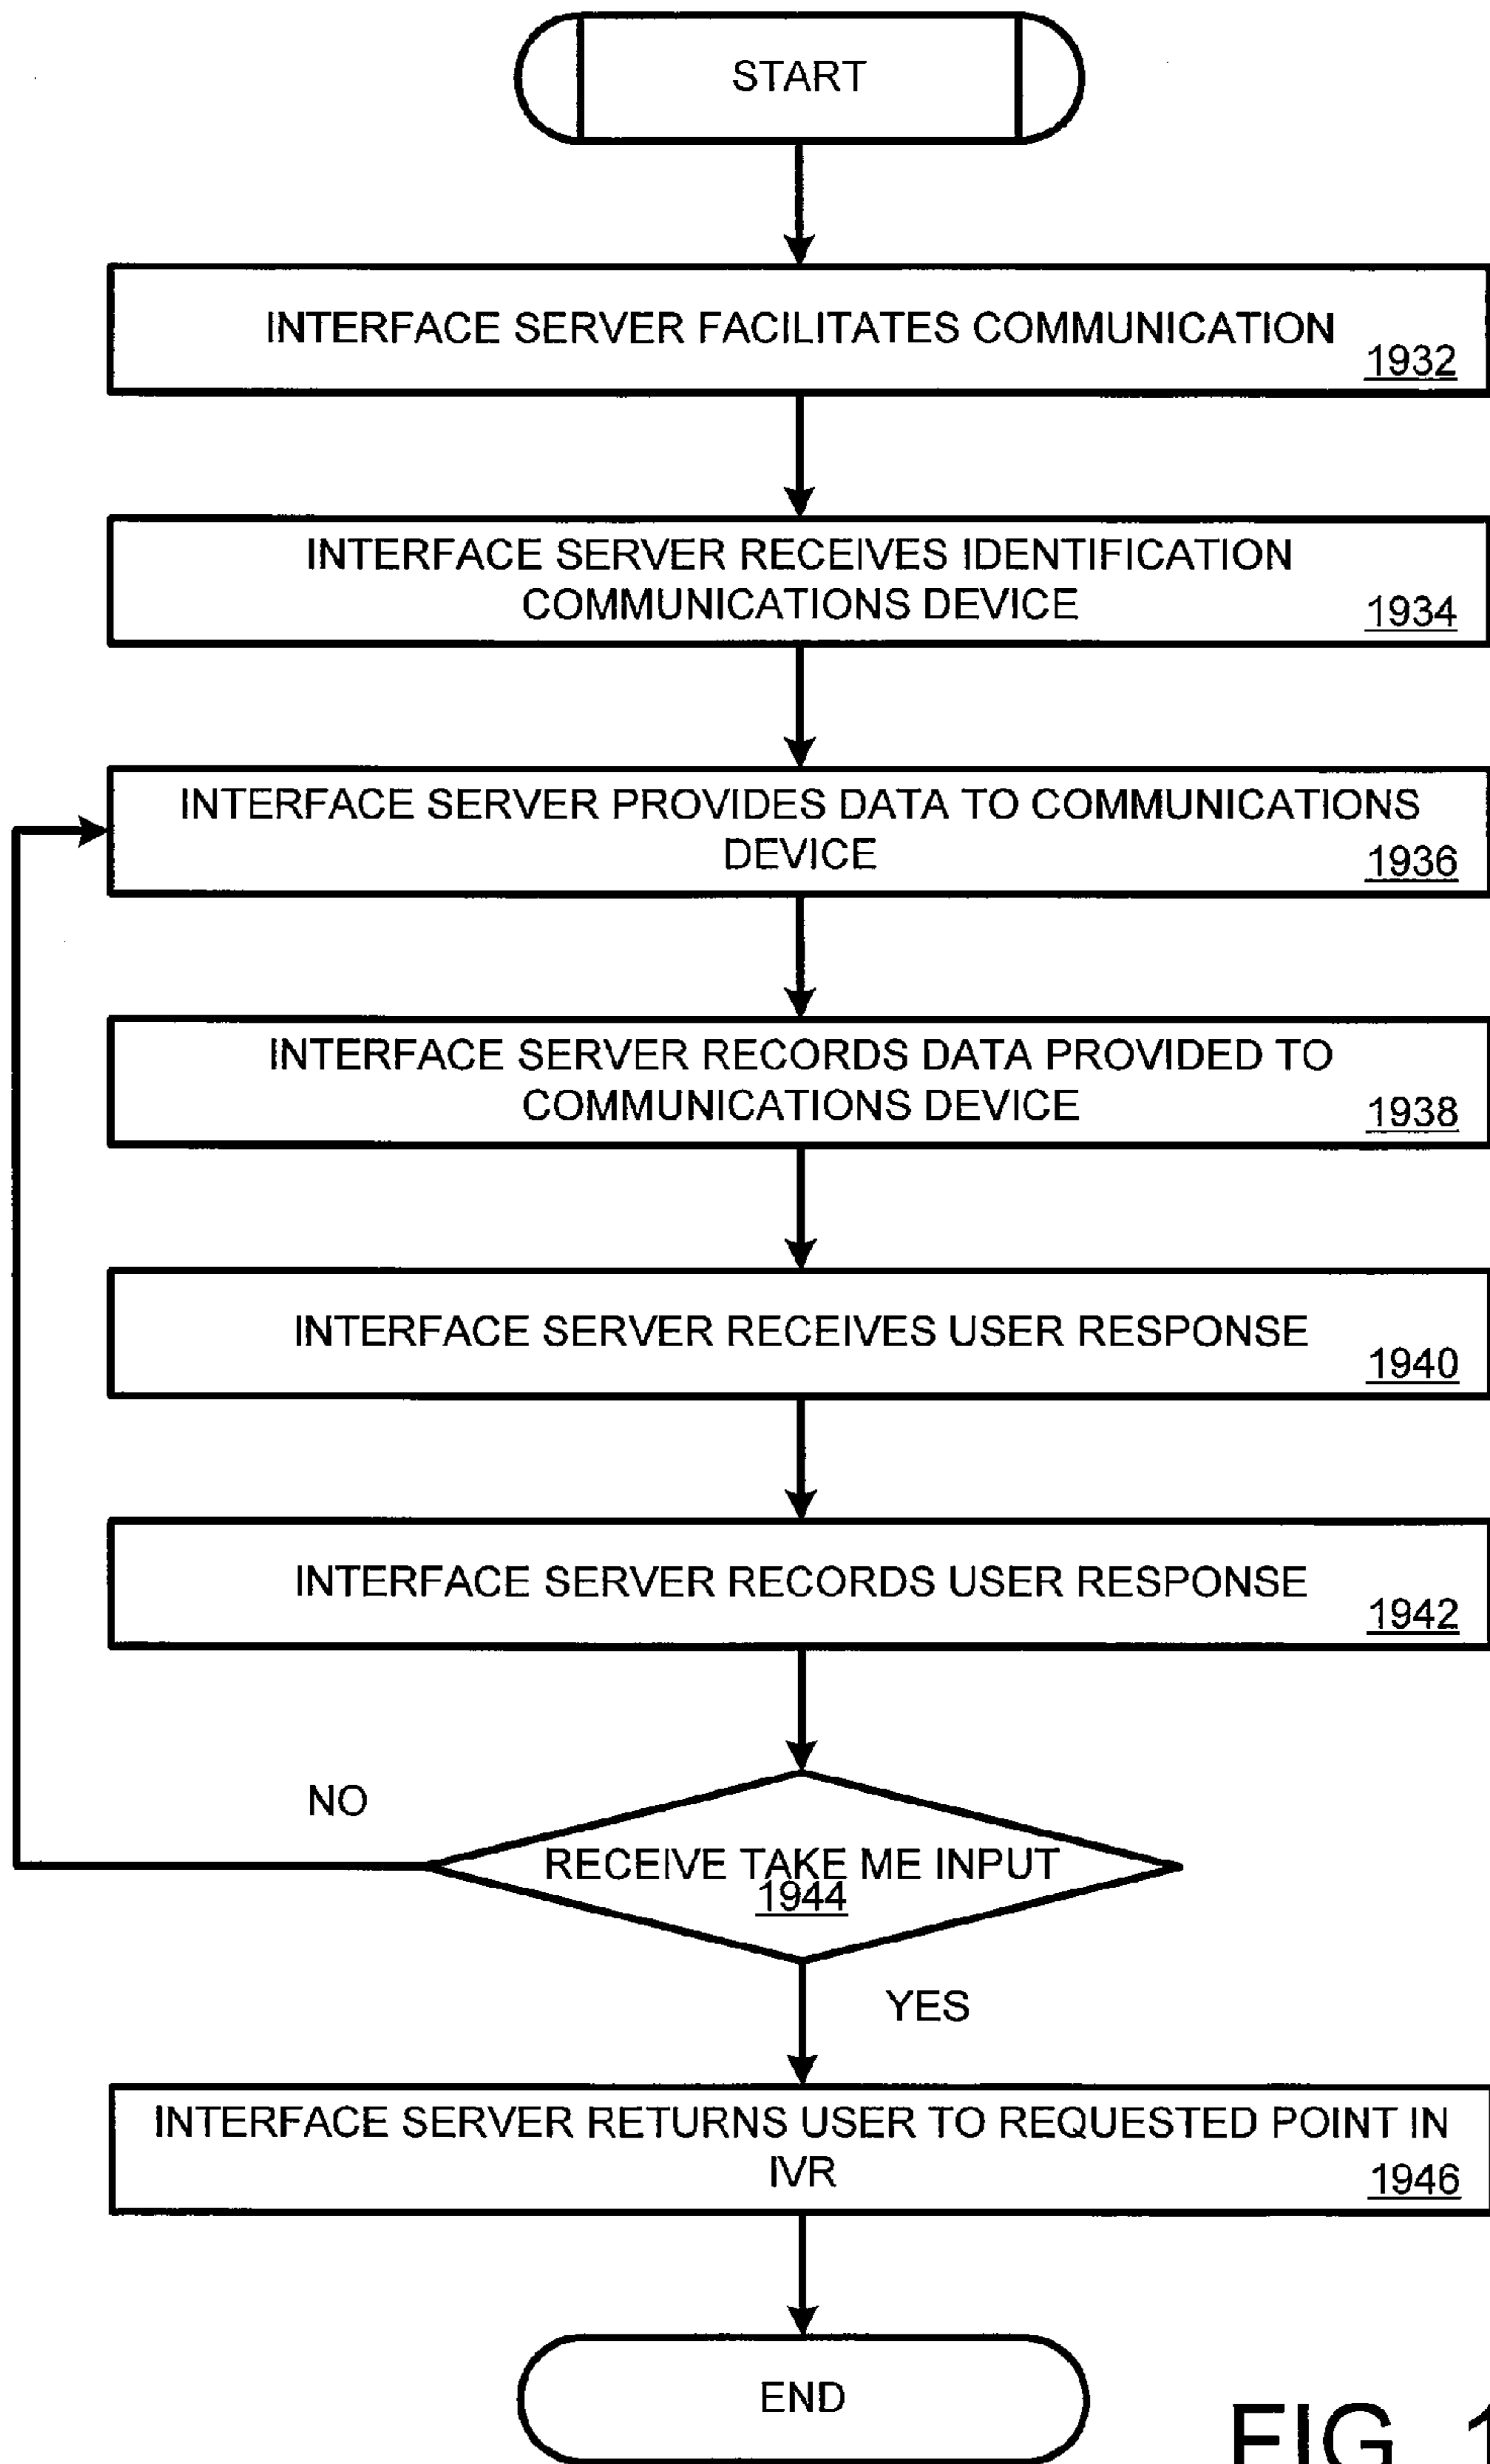 START
INTERFACE SERVER FACILITATES COMMUNICATION
1932
INTERFACE SERVER RECEIVES IDENTIFICATION
COMMUNICATIONS DEVICE
1934
INTERFACE SERVER PROVIDES DATA TO COMMUNICATIONS
DEVICE
1936
INTERFACE SERVER RECORDS DATA PROVIDED TO
COMMUNICATIONS DEVICE
1938
INTERFACE SERVER RECEIVES USER RESPONSE
1940
INTERFACE SERVER RECORDS USER RESPONSE
1942
NO
RECEIVE TAKE ME INPUT
1944
YES
INTERFACE SERVER RETURNS USER TO REQUESTED POINT IN
IVR
1946
END
FIG.